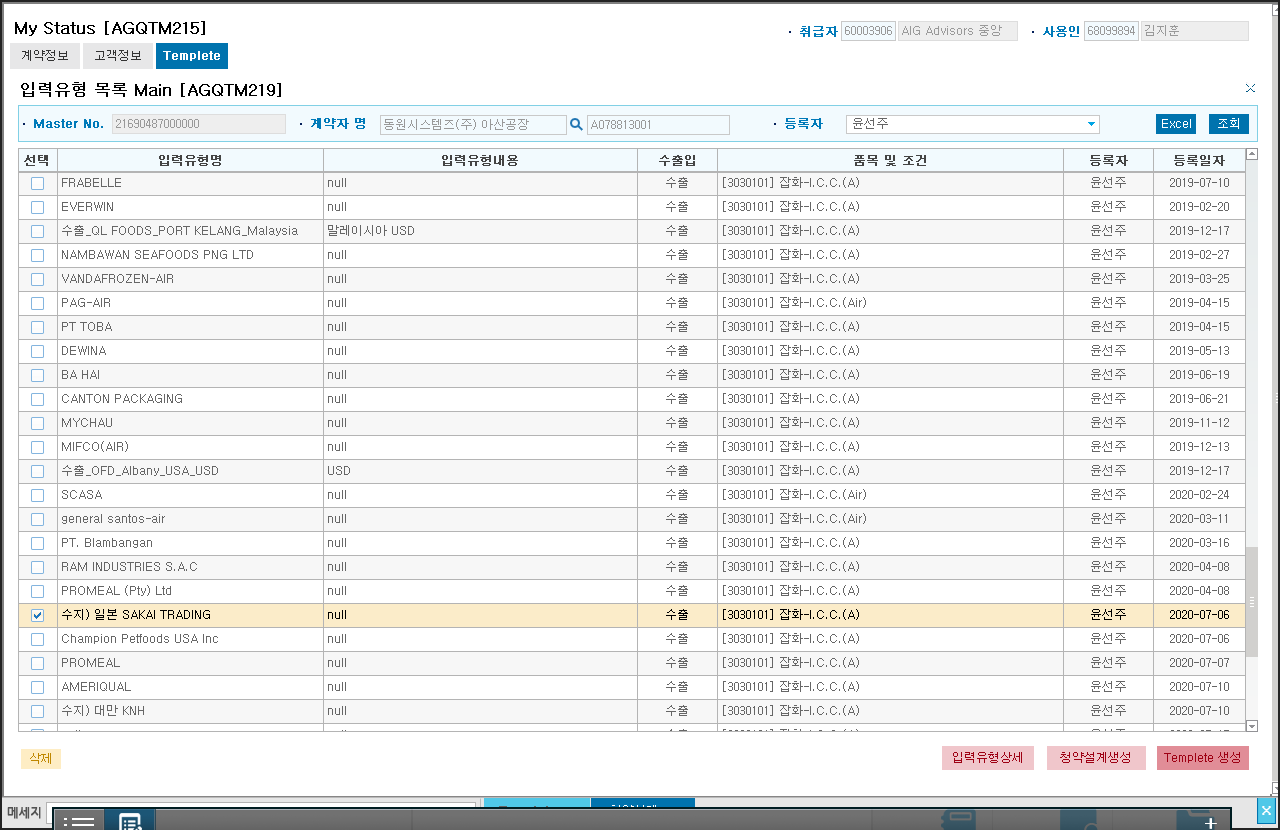 My Status [AGQTM215]
· 취급자 60003906 AIG Advisors 중앙 · 사용인 68099894 김지훈
계약정보 고객정보 Templete
입력유형 목록 Main [AGQTM219]
· Master No. 21690487000000 · 계약자 명 동원시스템즈(주) 아산공장 A078813001 · 등록자 윤선주 Excel 조회
선택 입력유형명 입력유형내용 수출입 품목 및 조건 등록자 등록일자
FRABELLE null 수출 [3030101] 잡화-I.C.C.(A) 윤선주 2019-07-10
EVERWIN null 수출 [3030101] 잡화-I.C.C.(A) 윤선주 2019-02-20
수출_QL FOODS_PORT KELANG_Malaysia 말레이시아 USD 수출 [3030101] 잡화-I.C.C.(A) 윤선주 2019-12-17
NAMBAWAN SEAFOODS PNG LTD null 수출 [3030101] 잡화-I.C.C.(A) 윤선주 2019-02-27
VANDAFROZEN-AIR null 수출 [3030101] 잡화-I.C.C.(A) 윤선주 2019-03-25
PAG-AIR null 수출 [3030101] 잡화-I.C.C.(Air) 윤선주 2019-04-15
PT TOBA null 수출 [3030101] 잡화-I.C.C.(A) 윤선주 2019-04-15
DEWINA null 수출 [3030101] 잡화-I.C.C.(A) 윤선주 2019-05-13
BA HAI null 수출 [3030101] 잡화-I.C.C.(A) 윤선주 2019-06-19
CANTON PACKAGING null 수출 [3030101] 잡화-I.C.C.(A) 윤선주 2019-06-21
MYCHAU null 수출 [3030101] 잡화-I.C.C.(A) 윤선주 2019-11-12
MIFCO(AIR) null 수출 [3030101] 잡화-I.C.C.(A) 윤선주 2019-12-13
수출_OFD_Albany_USA_USD USD 수출 [3030101] 잡화-I.C.C.(A) 윤선주 2019-12-17
SCASA null 수출 [3030101] 잡화-I.C.C.(Air) 윤선주 2020-02-24
general santos-air null 수출 [3030101] 잡화-I.C.C.(Air) 윤선주 2020-03-11
PT. Blambangan null 수출 [3030101] 잡화-I.C.C.(A) 윤선주 2020-03-16
RAM INDUSTRIES S.A.C null 수출 [3030101] 잡화-I.C.C.(A) 윤선주 2020-04-08
PROMEAL (Pty) Ltd null 수출 [3030101] 잡화-I.C.C.(A) 윤선주 2020-04-08
수지) 일본 SAKAI TRADING null 수출 [3030101] 잡화-I.C.C.(A) 윤선주 2020-07-06
Champion Petfoods USA Inc null 수출 [3030101] 잡화-I.C.C.(A) 윤선주 2020-07-06
PROMEAL null 수출 [3030101] 잡화-I.C.C.(A) 윤선주 2020-07-07
AMERIQUAL null 수출 [3030101] 잡화-I.C.C.(A) 윤선주 2020-07-10
수지) 대만 KNH null 수출 [3030101] 잡화-I.C.C.(A) 윤선주 2020-07-10
삭제 입력유형상세 청약설계생성 Templete 생성
메세지